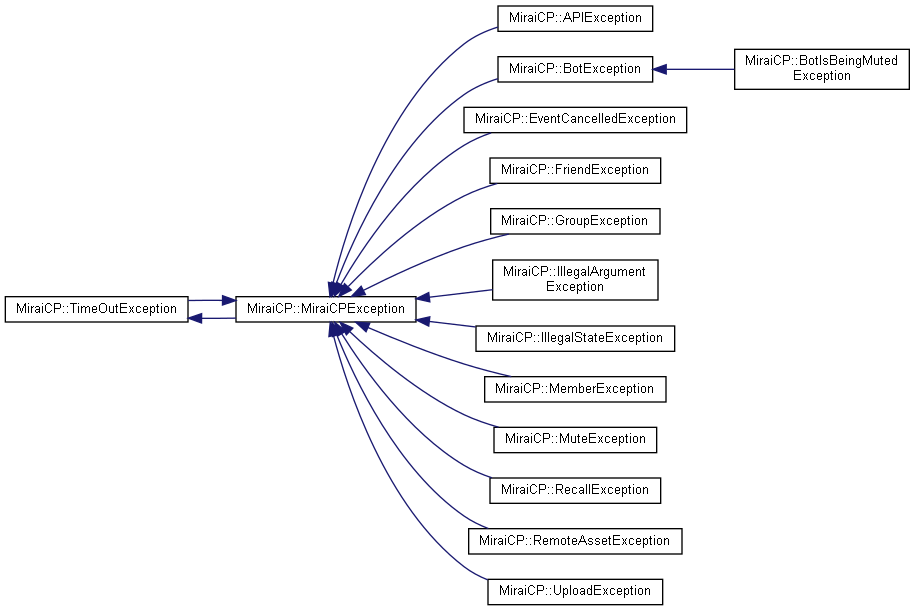 MiraiCP::APIException
MiraiCP::BotException
MiraiCP::BotIsBeingMuted
Exception
MiraiCP::EventCancelledException
MiraiCP::FriendException
MiraiCP::GroupException
MiraiCP::IllegalArgument
Exception
MiraiCP::TimeOutException
MiraiCP::MiraiCPException
MiraiCP::IllegalStateException
MiraiCP::MemberException
MiraiCP::MuteException
MiraiCP::RecallException
MiraiCP::RemoteAssetException
MiraiCP::UploadException